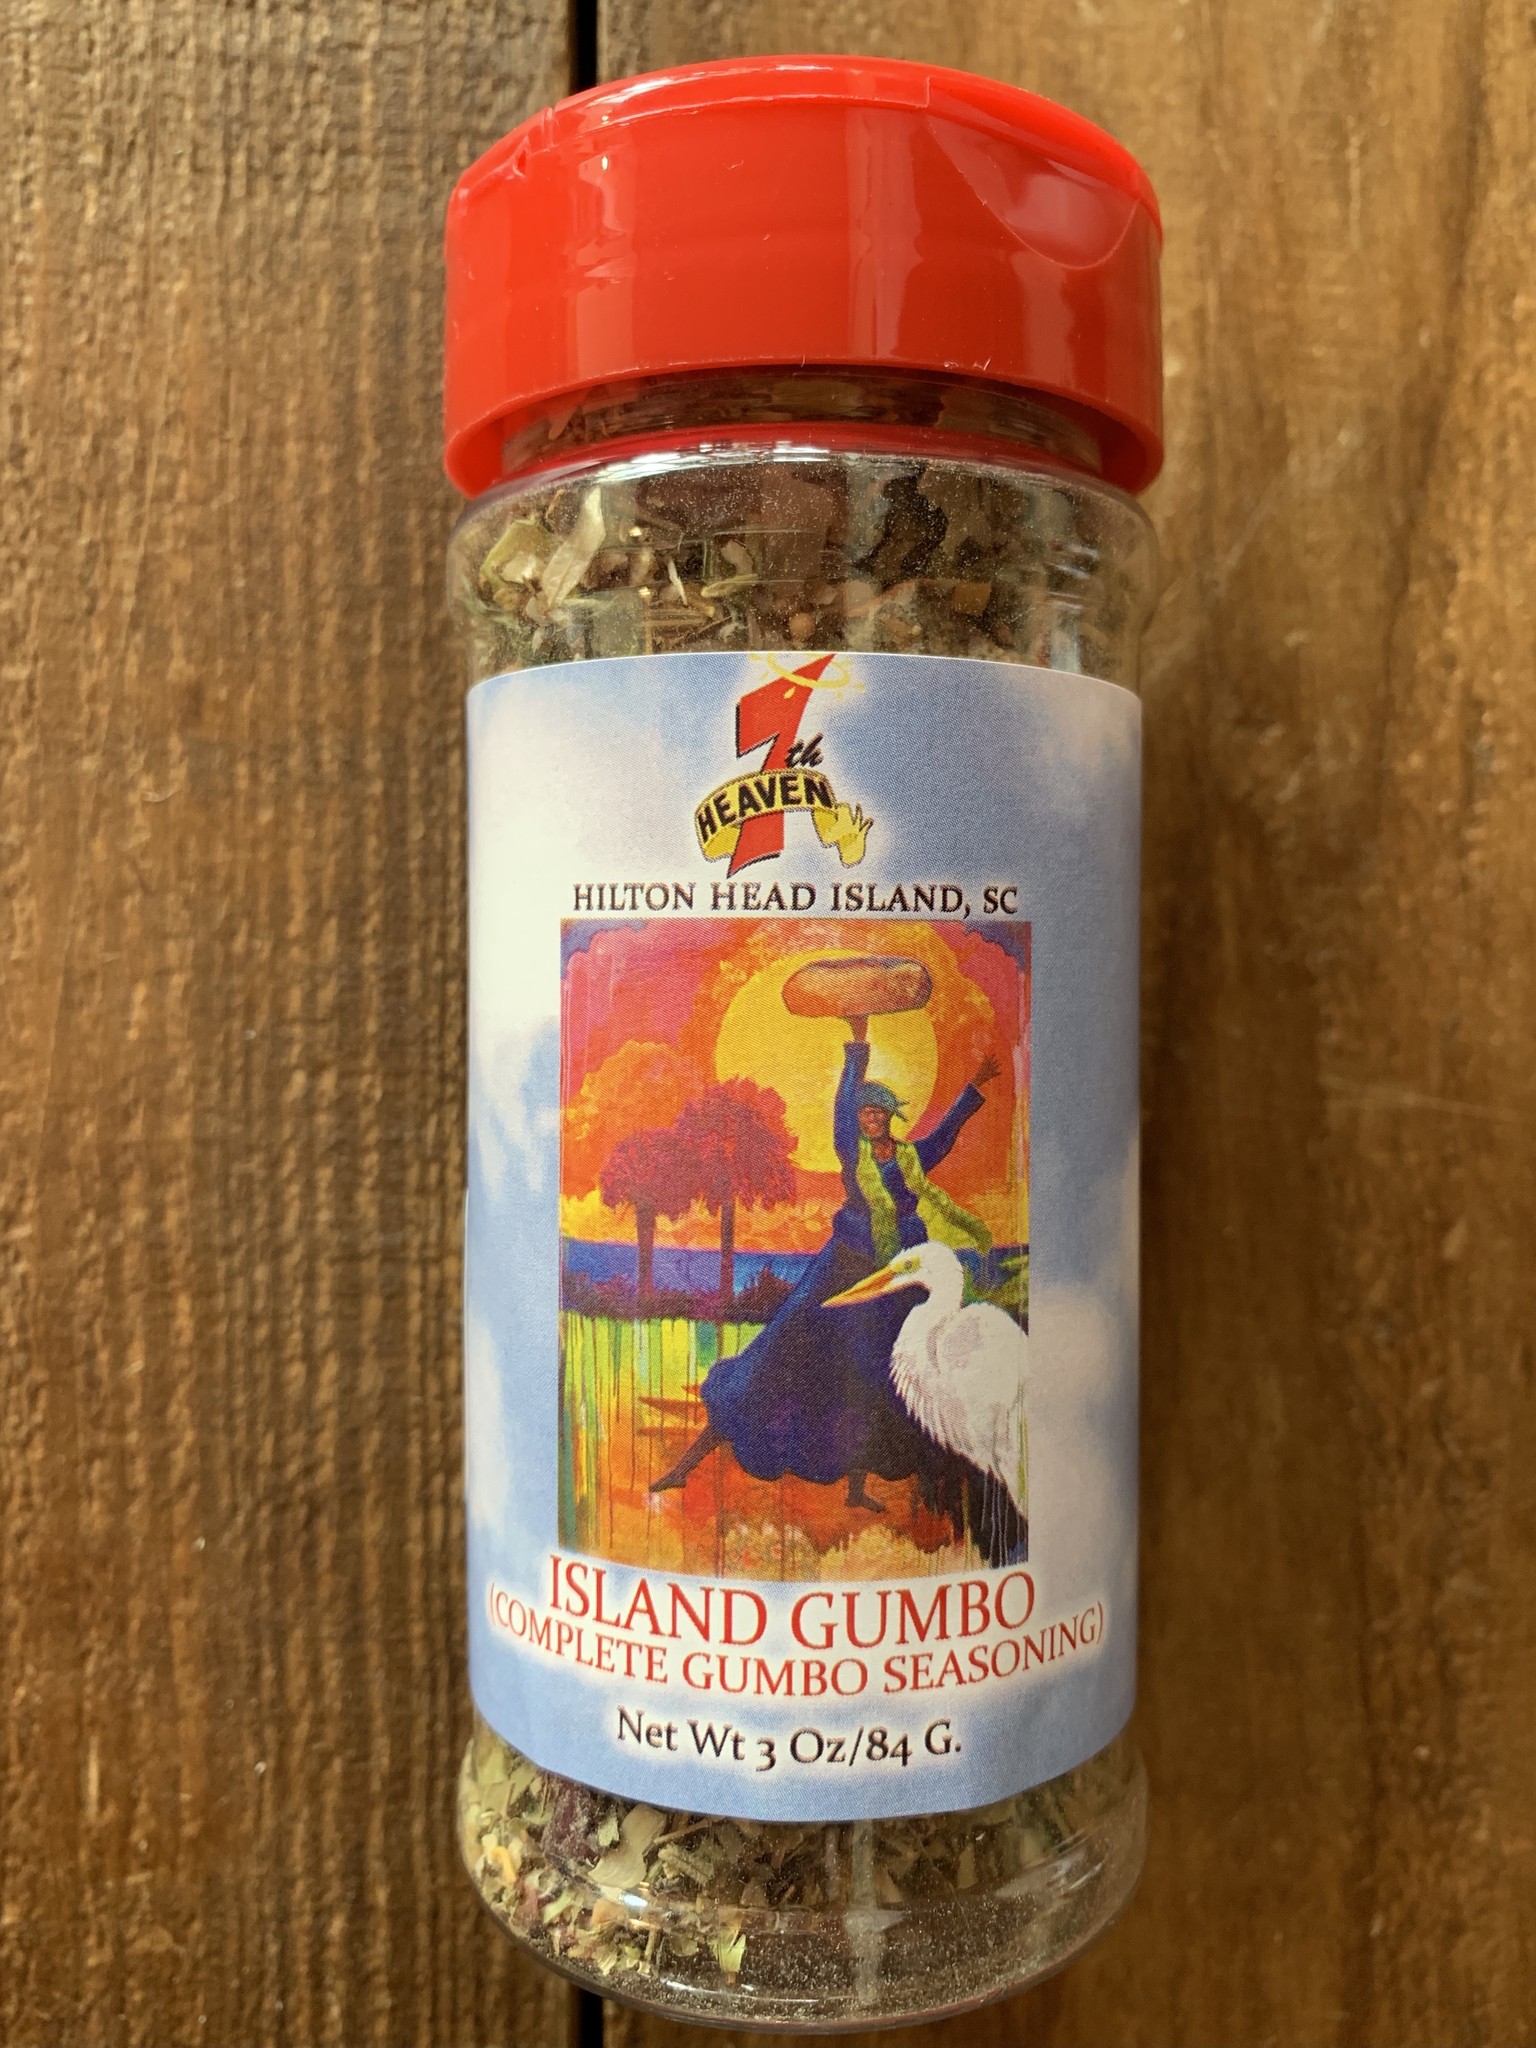 7th
HEAVEN
HILTON HEAD ISLAND, SC
ISLAND GUMBO
(COMPLETE GUMBO SEASONING)
Net Wt 3 Oz/84 G.